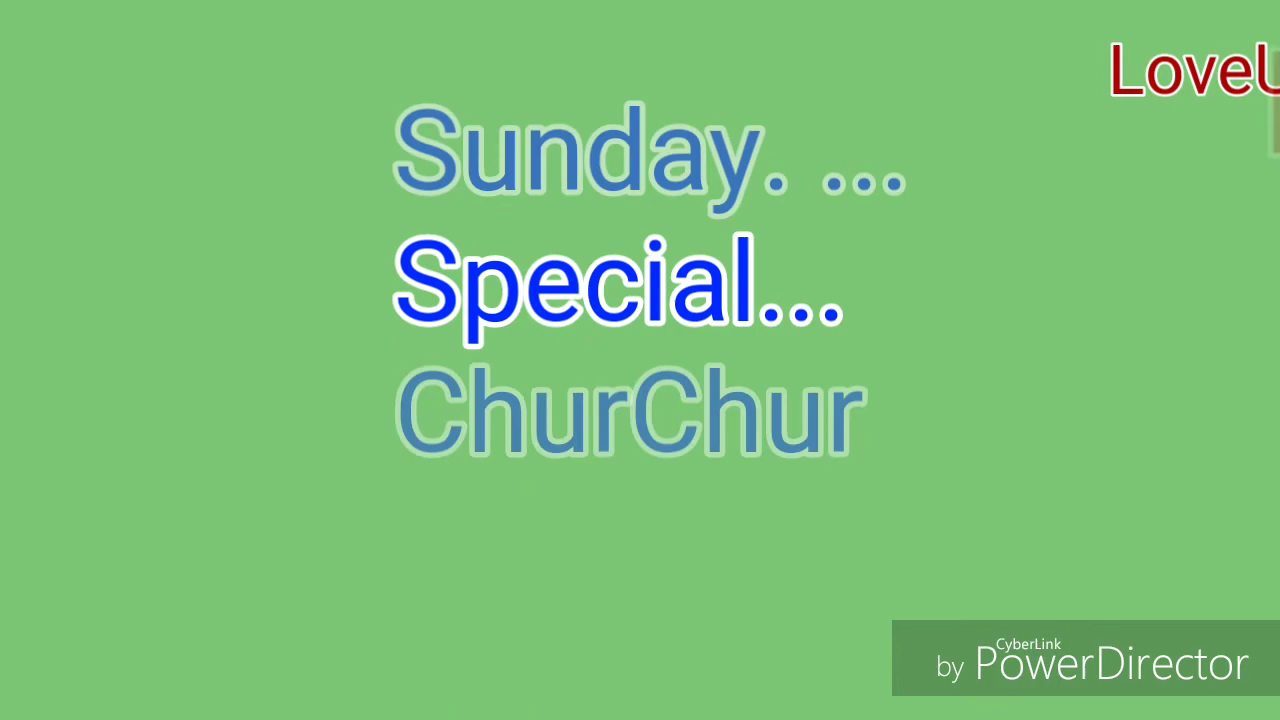 LoveU
Sunday. ...
Special...
ChurChur
CyberLink
by PowerDirector